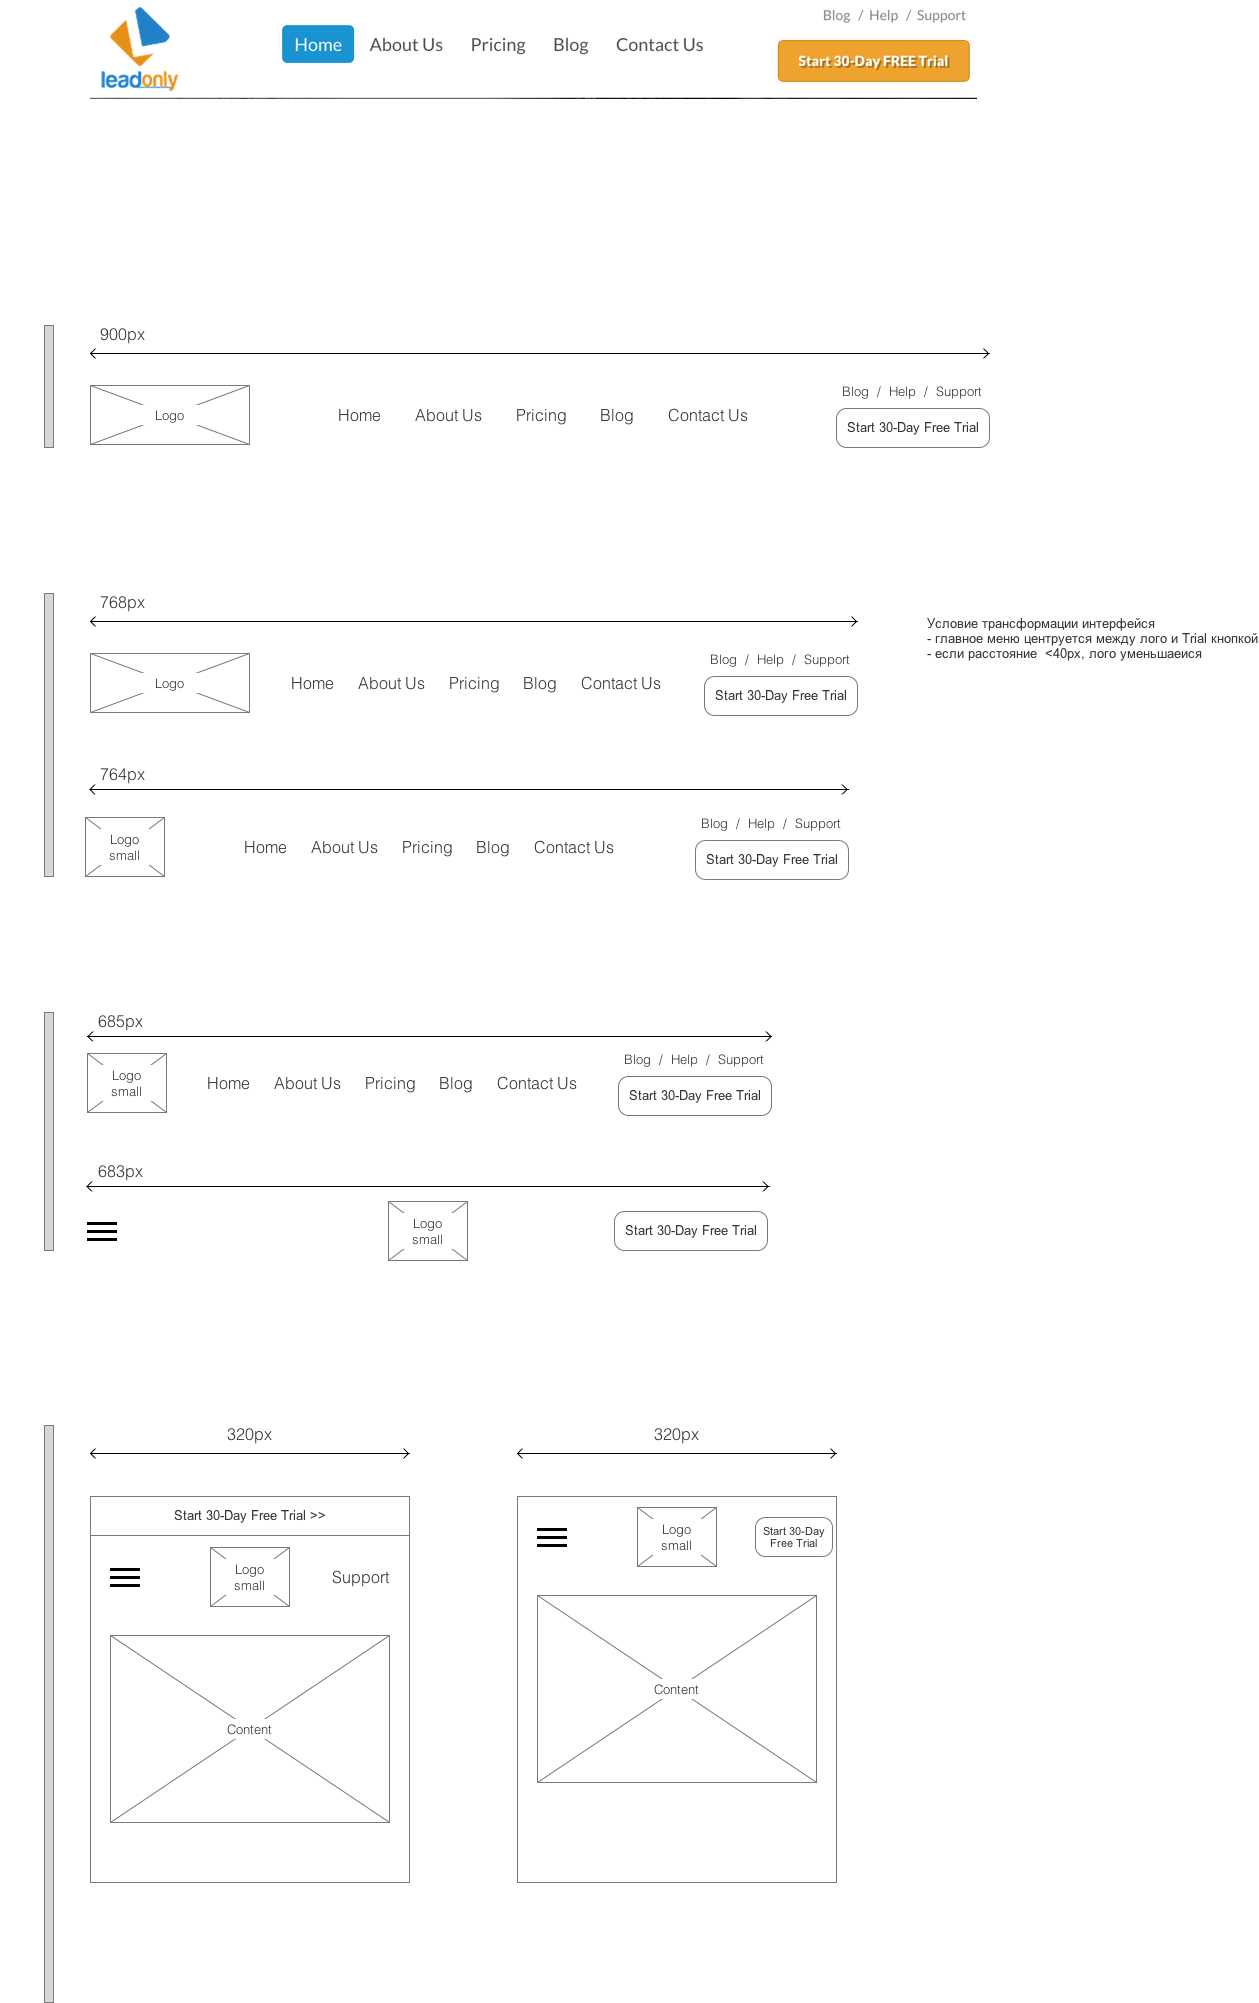 Blog / Help / Support
Home About Us Pricing Blog Contact Us
Start 30-Day FREE Trial
leadonly
900px
Blog / Help / Support
Logo
Home About Us Pricing Blog Contact Us
Start 30-Day Free Trial
768px
Условие трансформации интерфейся
- главное меню центруется между лого и Trial кнопкой
- если расстояние <40px, лого уменьшаеися
Blog / Help / Support
Logo
Home About Us Pricing Blog Contact Us
Start 30-Day Free Trial
764px
Blog / Help / Support
Logo
small
Home About Us Pricing Blog Contact Us
Start 30-Day Free Trial
685px
Blog / Help / Support
Logo
small
Home About Us Pricing Blog Contact Us
Start 30-Day Free Trial
683px
Logo
small
Start 30-Day Free Trial
320px
Start 30-Day Free Trial >>
Logo
small
Support
Content
320px
Logo
small
Start 30-Day
Free Trial
Content